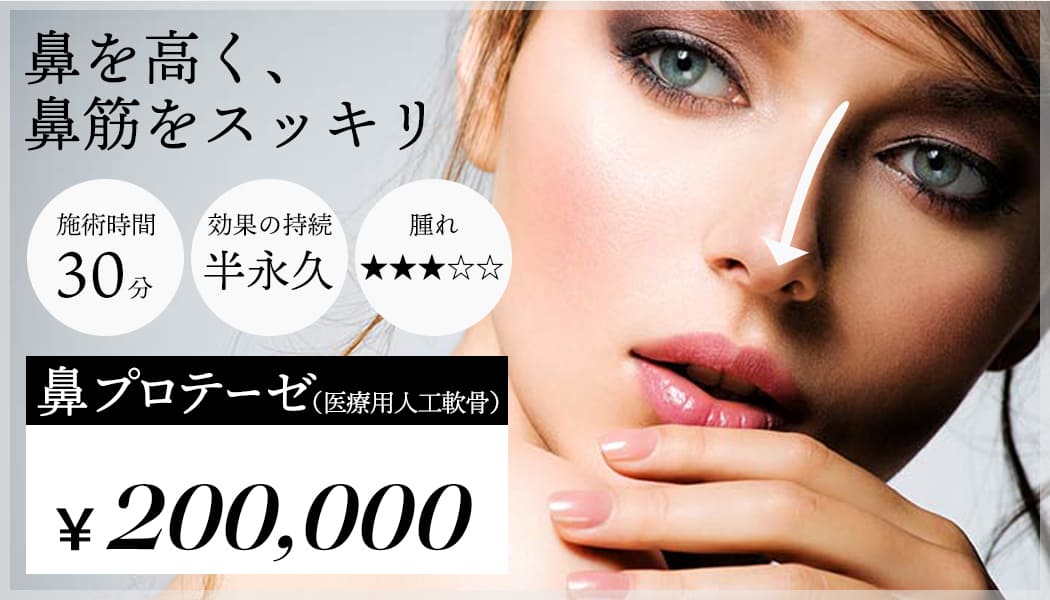 鼻を高く、
鼻筋をスッキリ
施術時間
30分
効果の持続
半永久
腫れ
★★★☆☆
鼻プロテーゼ(医療用人工軟骨)
¥200,000